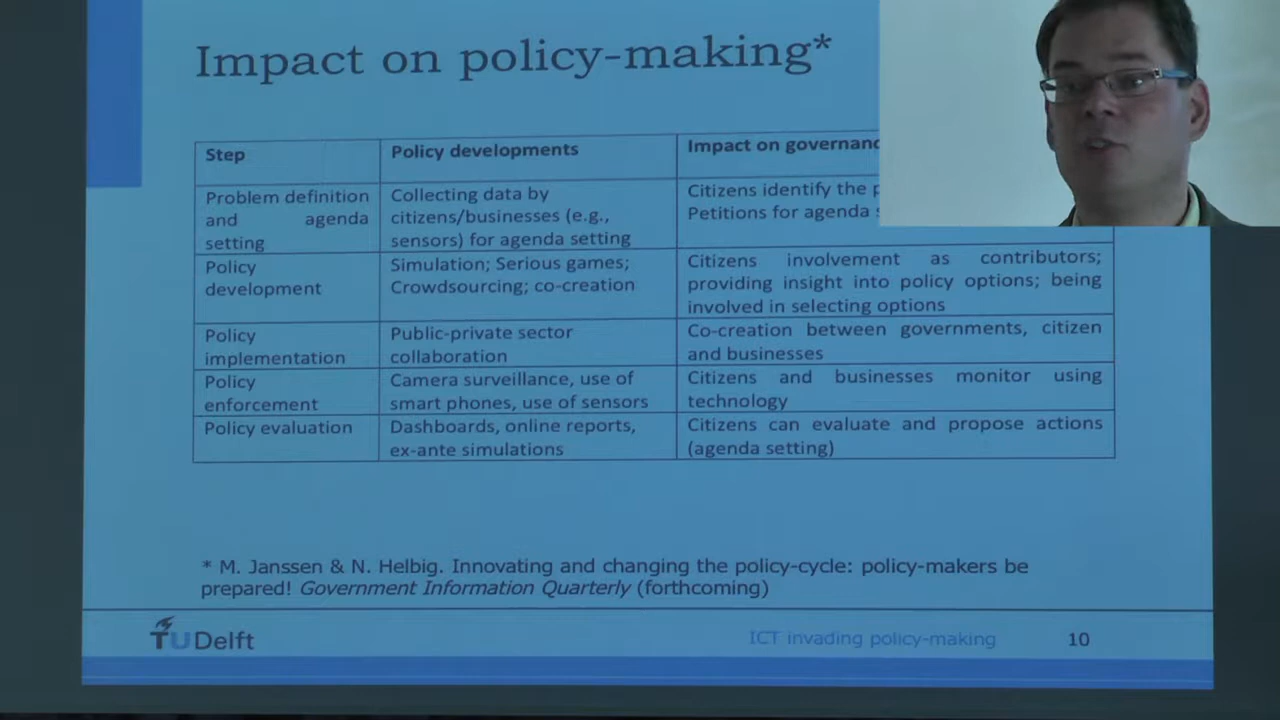 Impact on policy-making*
Step
Policy developments
Impact on governanc
Problem definition
and agenda
setting
Collecting data by
citizens/businesses (e.g.,
sensors) for agenda setting
Citizens identify the
Petitions for agenda
Policy
development
Simulation; Serious games;
Crowdsourcing; co-creation
Citizens involvement as contributors;
providing insight into policy options; being
involved in selecting options
Policy
implementation
Public-private sector
collaboration
Co-creation between governments, citizen
and businesses
Policy
enforcement
Camera surveillance, use of
smart phones, use of sensors
Citizens and businesses monitor using
technology
Policy evaluation
Dashboards, online reports,
ex-ante simulations
Citizens can evaluate and propose actions
(agenda setting)
* M. Janssen & N. Helbig. Innovating and changing the policy-cycle: policy-makers be
prepared! Government Information Quarterly (forthcoming)
TUDelft
ICT invading policy-making
10